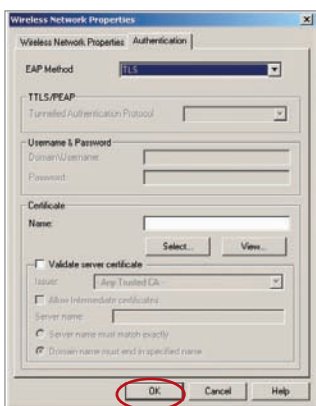 Wireless Network Properties
Wireless Network Properties Authentication
EAP Method TLS
TTLS/PEAP
Tunneled Authentication Protocol
Username & Password
Domain\Username:
Password:
Certificate
Name:
Select... View...
Validate server certificate
Issuer: - Any Trusted CA -
Allow Intermediate certificates
Server name:
Server name must match exactly
Domain name must end in specified name
OK Cancel Help